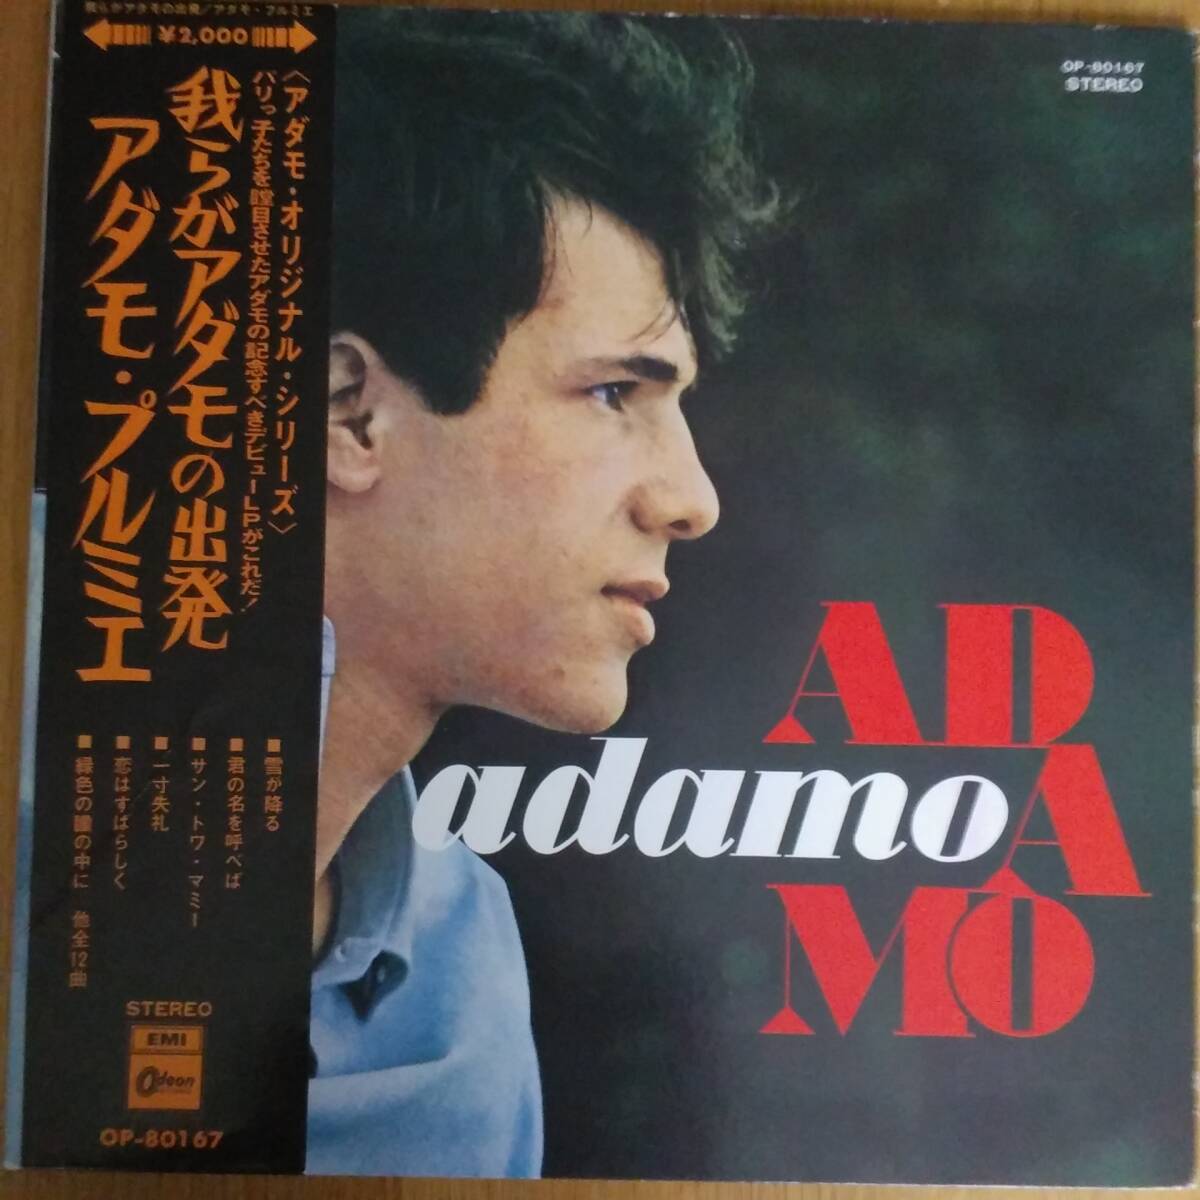 我らがアダモの出発/アダモ・プルミエ
¥2,000
〈アダモ・オリジナル・シリーズ〉
パリっ子たちを瞠目させたアダモの記念すべきデビューLPがこれだ!
我らがアダモの出発
アダモ・プルミエ
■雪が降る
■君の名を呼べば
■サン・トワ・マミー
■一寸失礼
■恋はすばらしく
■緑色の瞳の中に 他全12曲
STEREO
EMI
Odeon
OP-80167
OP-80167
STEREO
adamo
AD
A
MO